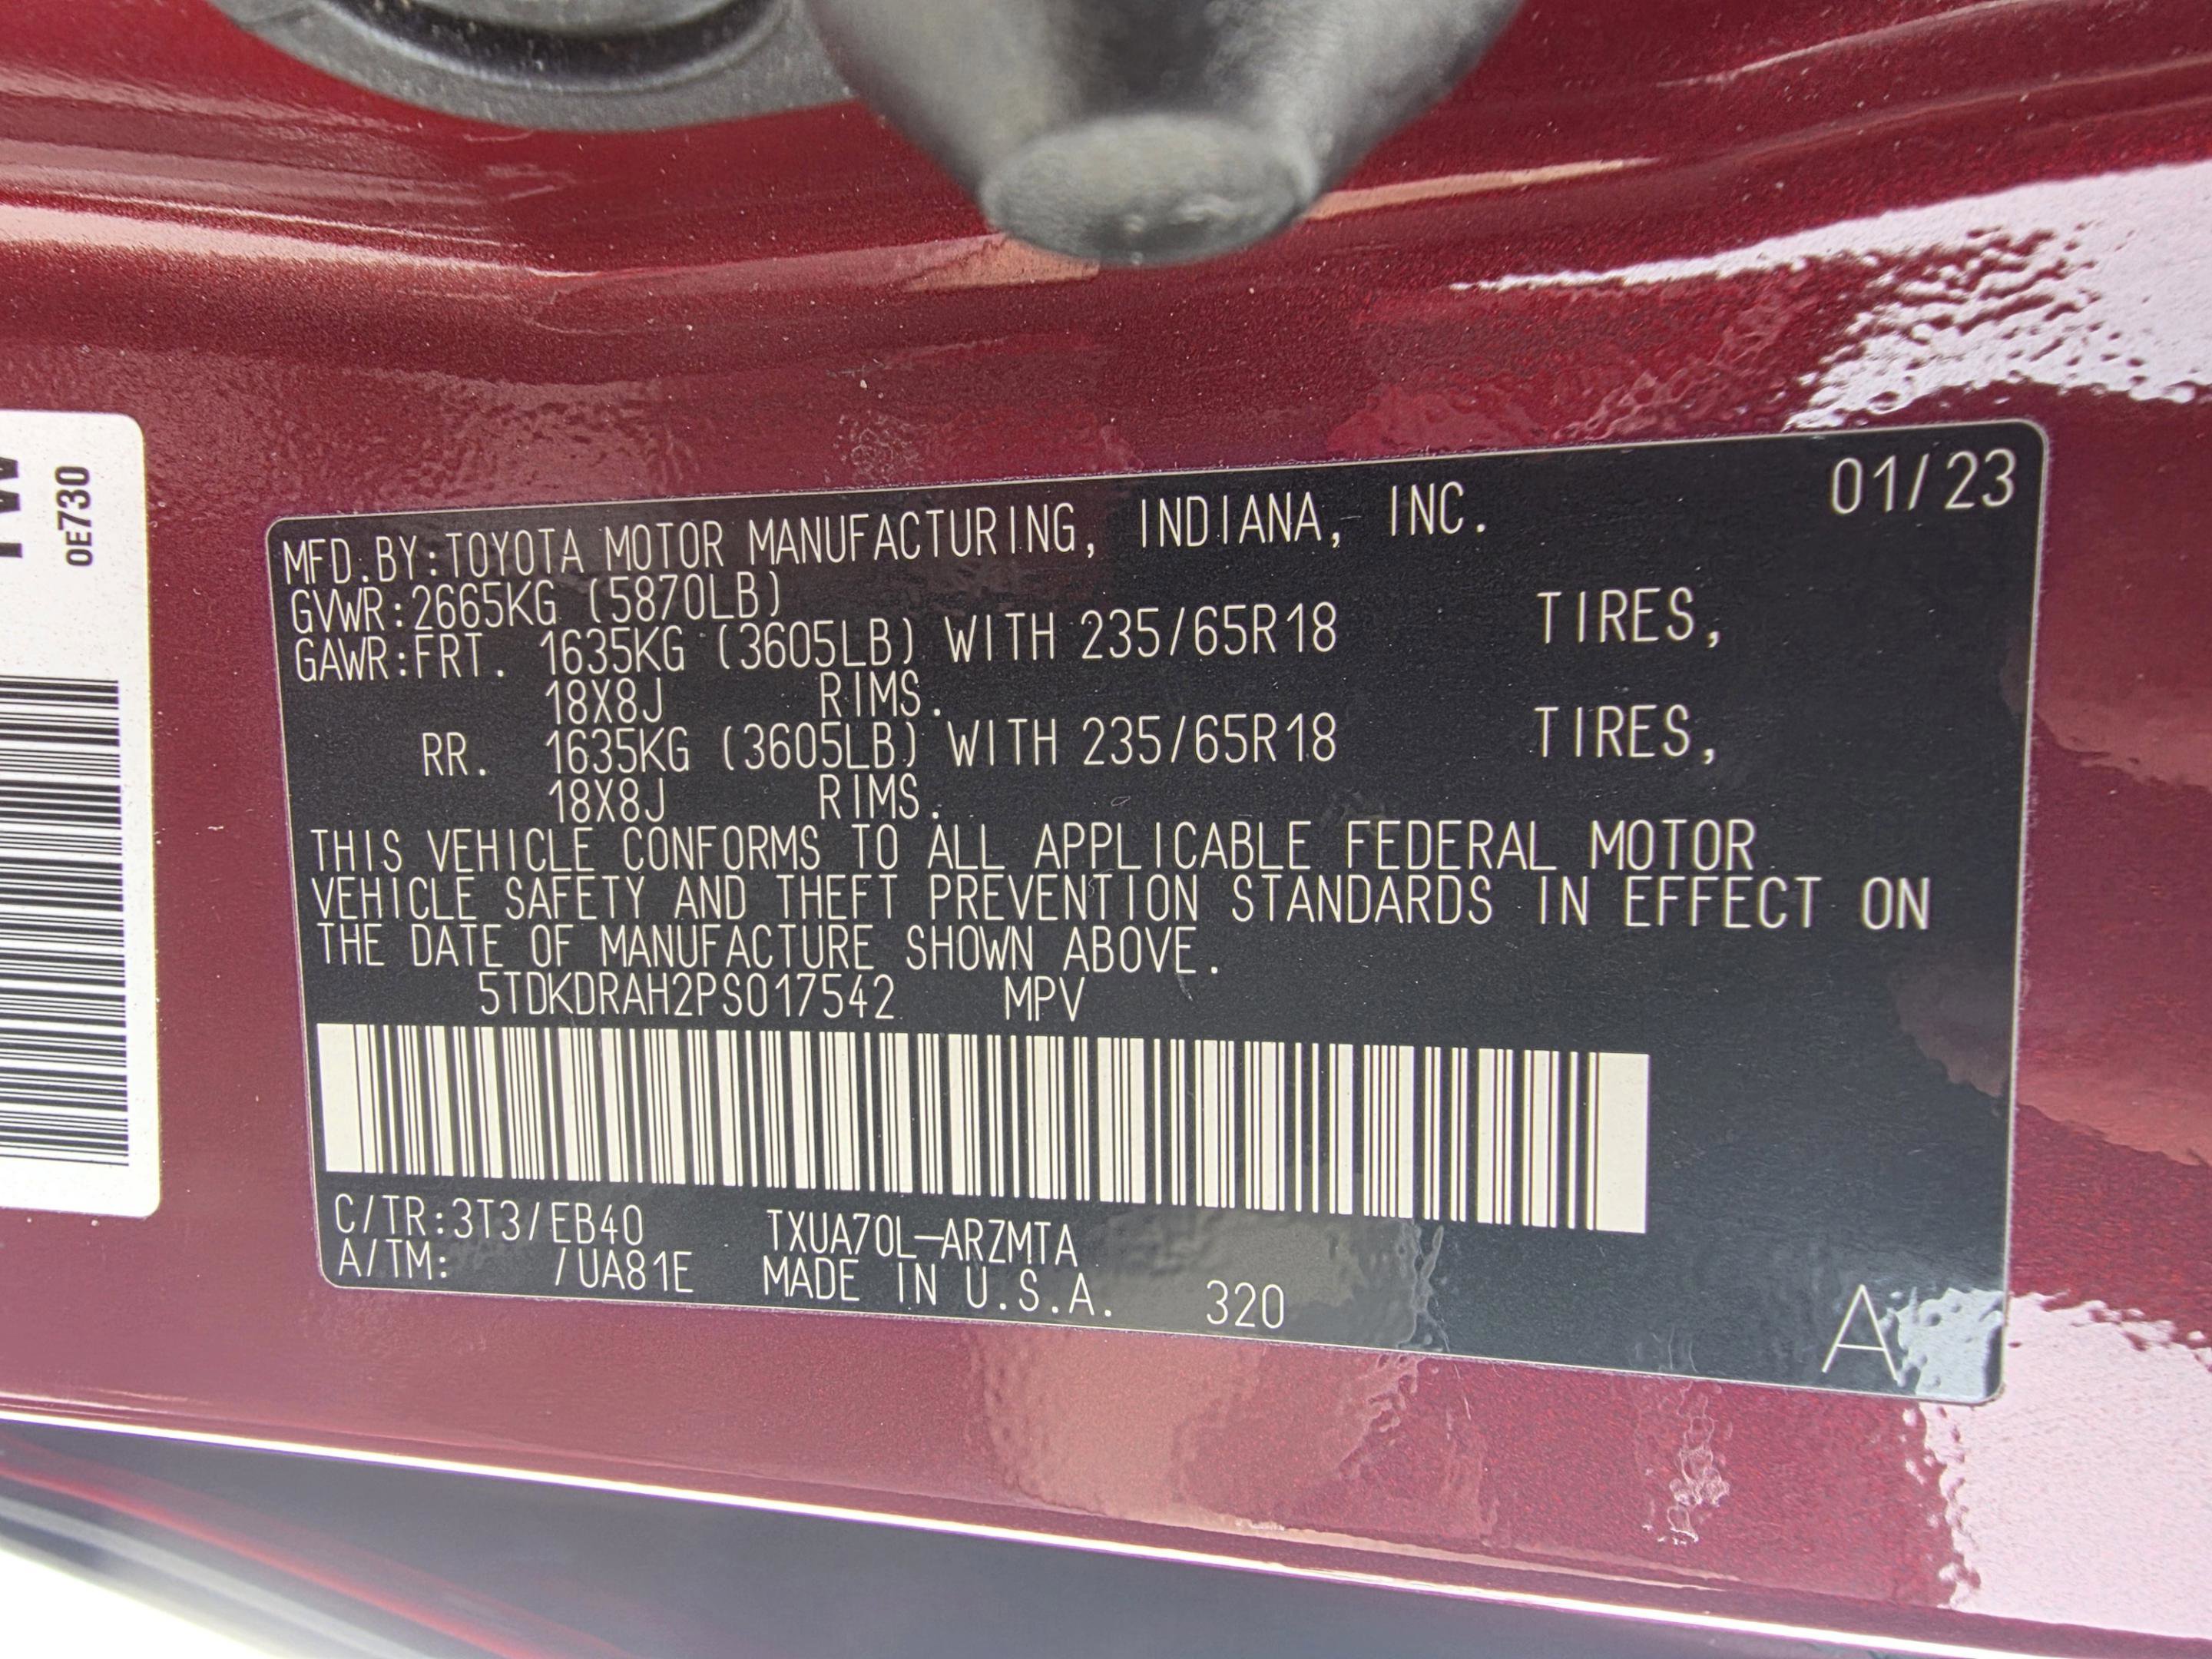 MFD.BY:TOYOTA MOTOR MANUFACTURING, INDIANA, INC. 01/23
GVWR:2665KG (5870LB)
GAWR:FRT. 1635KG (3605LB) WITH 235/65R18 TIRES,
18X8J RIMS.
RR. 1635KG (3605LB) WITH 235/65R18 TIRES,
18X8J RIMS.
THIS VEHICLE CONFORMS TO ALL APPLICABLE FEDERAL MOTOR
VEHICLE SAFETY AND THEFT PREVENTION STANDARDS IN EFFECT ON
THE DATE OF MANUFACTURE SHOWN ABOVE.
5TDKDRAH2PS017542 MPV
C/TR:3T3/EB40 TXUA70L-ARZMTA
A/TM: /UA81E MADE IN U.S.A. 320
A
0E730